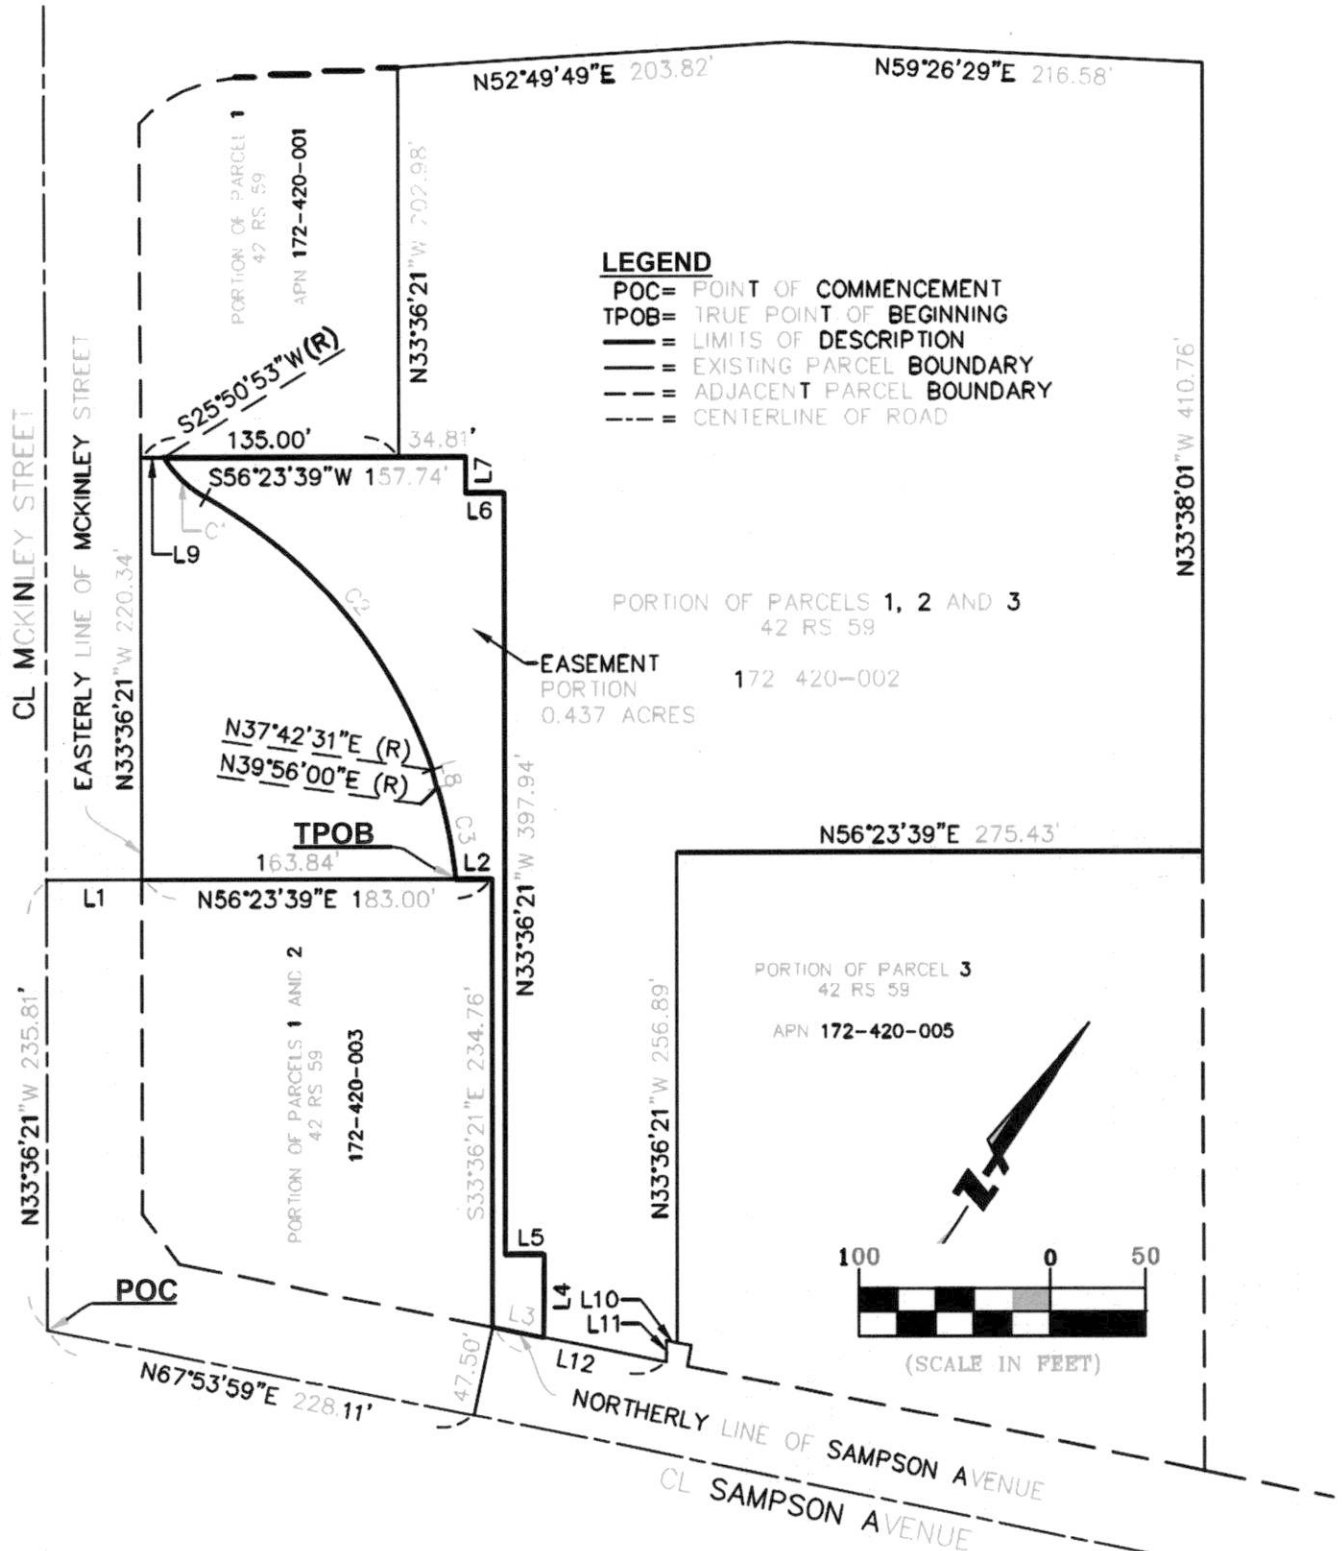 N52°49'49"E 203.82'
N59°26'29"E 216.58'
PORTION OF PARCEL 1
42 RS 59
APN 172-420-001
N33°36'21"W 202.98'
LEGEND
POC= POINT OF COMMENCEMENT
TPOB= TRUE POINT OF BEGINNING
= LIMITS OF DESCRIPTION
= EXISTING PARCEL BOUNDARY
= ADJACENT PARCEL BOUNDARY
= CENTERLINE OF ROAD
S25°50'53"W(R)
135.00'
34.81'
L7
S56°23'39"W 157.74'
L6
L9
C2
CL MCKINLEY STREET
EASTERLY LINE OF MCKINLEY STREET
N33°36'21"W 220.34'
N33°38'01"W 410.76'
PORTION OF PARCELS 1, 2 AND 3
42 RS 59
172 420-002
EASEMENT
PORTION
0.437 ACRES
N37°42'31"E (R)
N39°56'00"E (R)
L8
C3
TPOB
163.84'
L2
N33°36'21"W 397.94'
N56°23'39"E 275.43'
L1
N56°23'39"E 183.00'
N33°36'21"W 235.81'
PORTION OF PARCELS 1 AND 2
42 RS 59
172-420-003
S33°36'21"E 234.76'
N33°36'21"W 256.89'
PORTION OF PARCEL 3
42 RS 59
APN 172-420-005
N
L5
L4
L3
L10
L11
L12
POC
100 0 50
(SCALE IN FEET)
N67°53'59"E 228.11'
47.50'
NORTHERLY LINE OF SAMPSON AVENUE
CL SAMPSON AVENUE